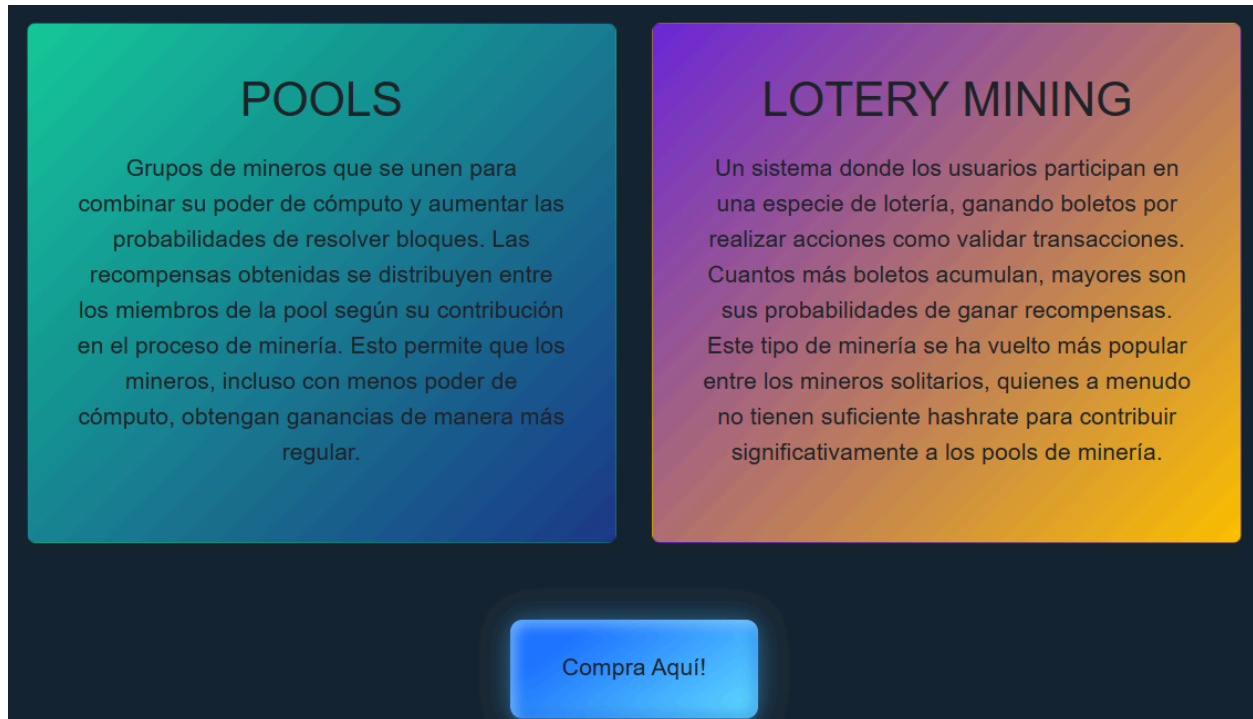 POOLS
Grupos de mineros que se unen para
combinar su poder de cómputo y aumentar las
probabilidades de resolver bloques. Las
recompensas obtenidas se distribuyen entre
los miembros de la pool según su contribución
en el proceso de minería. Esto permite que los
mineros, incluso con menos poder de
cómputo, obtengan ganancias de manera más
regular.
LOTERY MINING
Un sistema donde los usuarios participan en
una especie de lotería, ganando boletos por
realizar acciones como validar transacciones.
Cuantos más boletos acumulan, mayores son
sus probabilidades de ganar recompensas.
Este tipo de minería se ha vuelto más popular
entre los mineros solitarios, quienes a menudo
no tienen suficiente hashrate para contribuir
significativamente a los pools de minería.
Compra Aquí!